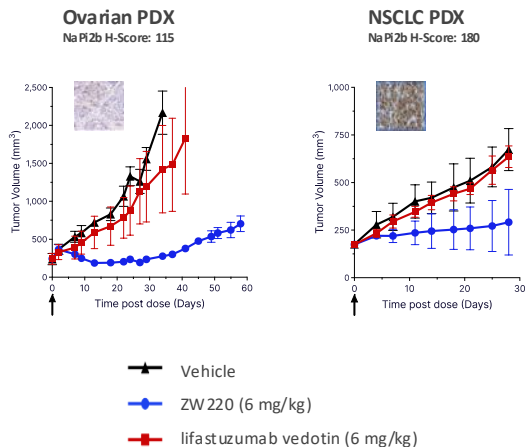 Ovarian PDX
NaPi2b H-Score: 115
NSCLC PDX
NaPi2b H-Score: 180
Tumor Volume (mm³)
2,500
2,000
1,500
1,000
500
0
0 10 20 30 40 50 60
Time post dose (Days)
Tumor Volume (mm³)
1,000
750
500
250
0
0 10 20 30
Time post dose (Days)
Vehicle
ZW220 (6 mg/kg)
lifastuzumab vedotin (6 mg/kg)